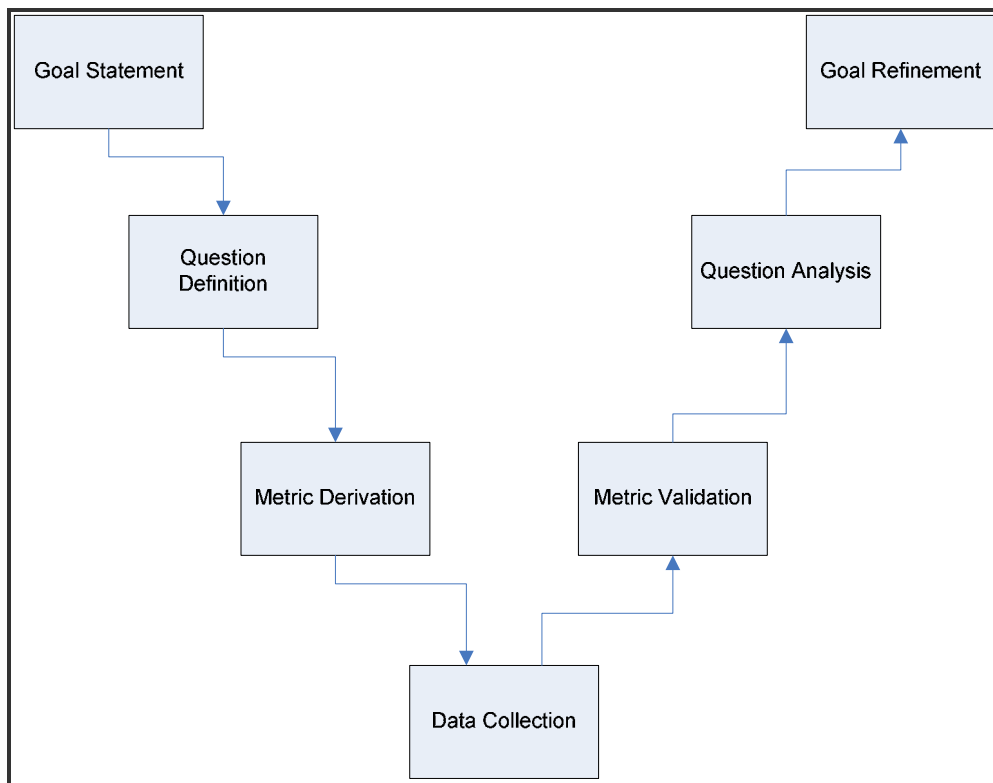 Goal Statement
Goal Refinement
Question
Definition
Question Analysis
Metric Derivation
Metric Validation
Data Collection